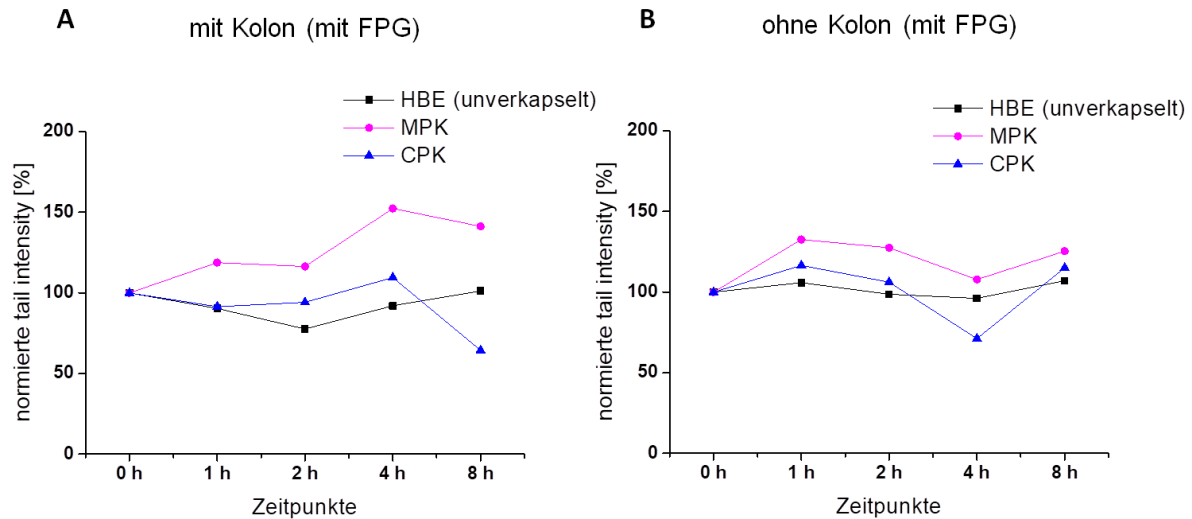 A
mit Kolon (mit FPG)
HBE (unverkapselt)
MPK
CPK
normierte tail intensity [%]
200
150
100
50
0
0 h
1 h
2 h
4 h
8 h
Zeitpunkte
B
ohne Kolon (mit FPG)
HBE (unverkapselt)
MPK
CPK
normierte tail intensity [%]
200
150
100
50
0
0 h
1 h
2 h
4 h
8 h
Zeitpunkte